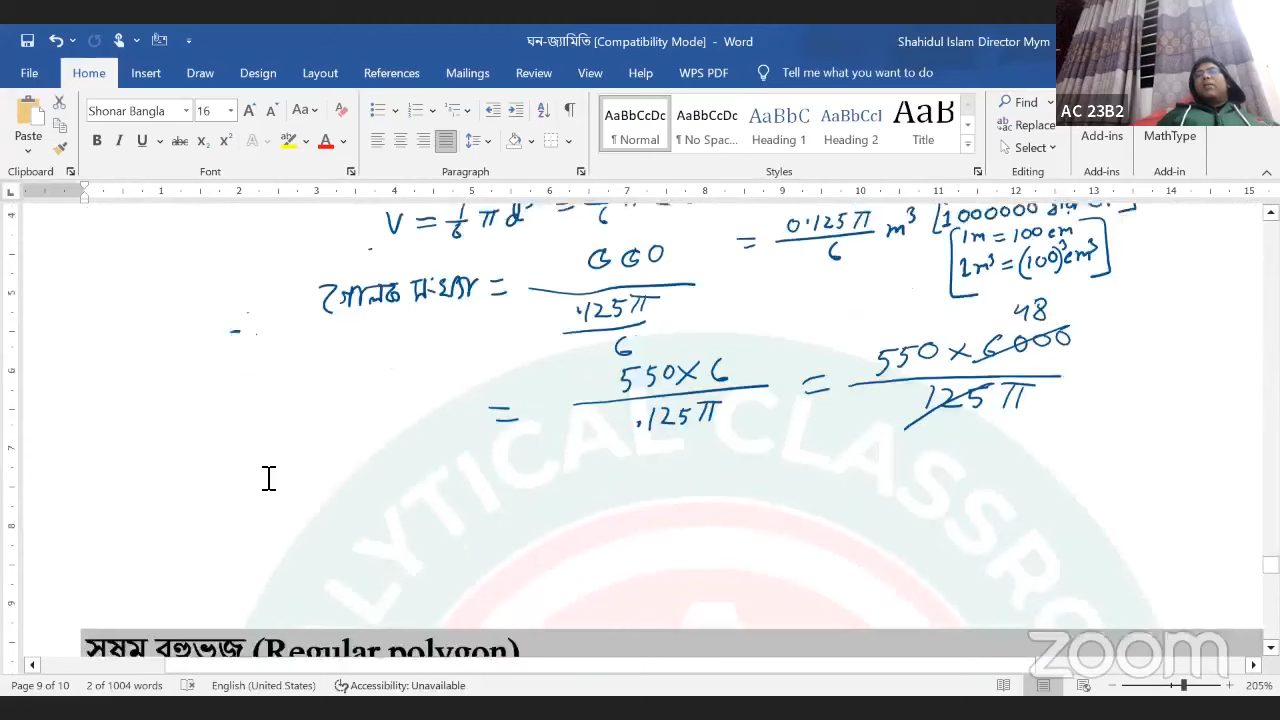 ঘন-জ্যামিতি [Compatibility Mode] - Word
Shahidul Islam Director Mym
File Home Insert Draw Design Layout References Mailings Review View Help WPS PDF Tell me what you want to do
AC 23B2
Paste
Shonar Bangla 16
AaBbCcDc AaBbCcDc AaBbC AaBbCcI AaB
¶ Normal ¶ No Spac... Heading 1 Heading 2 Title
Find
Replace
Select
Add-ins
MathType
Clipboard Font Paragraph Styles Editing Add-ins Add-in
V = 1/6 π d³
= 0.125π/6 m³
1m = 100 cm
1m³ = (100)³ cm³
গোলক সংখ্যা = ৫৫০ / (.125π/6)
= 550 × 6 / .125π = 550 × 6000 / 125π
48
সুষম বহুভুজ (Regular polygon)
zoom
Page 9 of 10 2 of 1004 words English (United States) Accessibility: Unavailable 205%